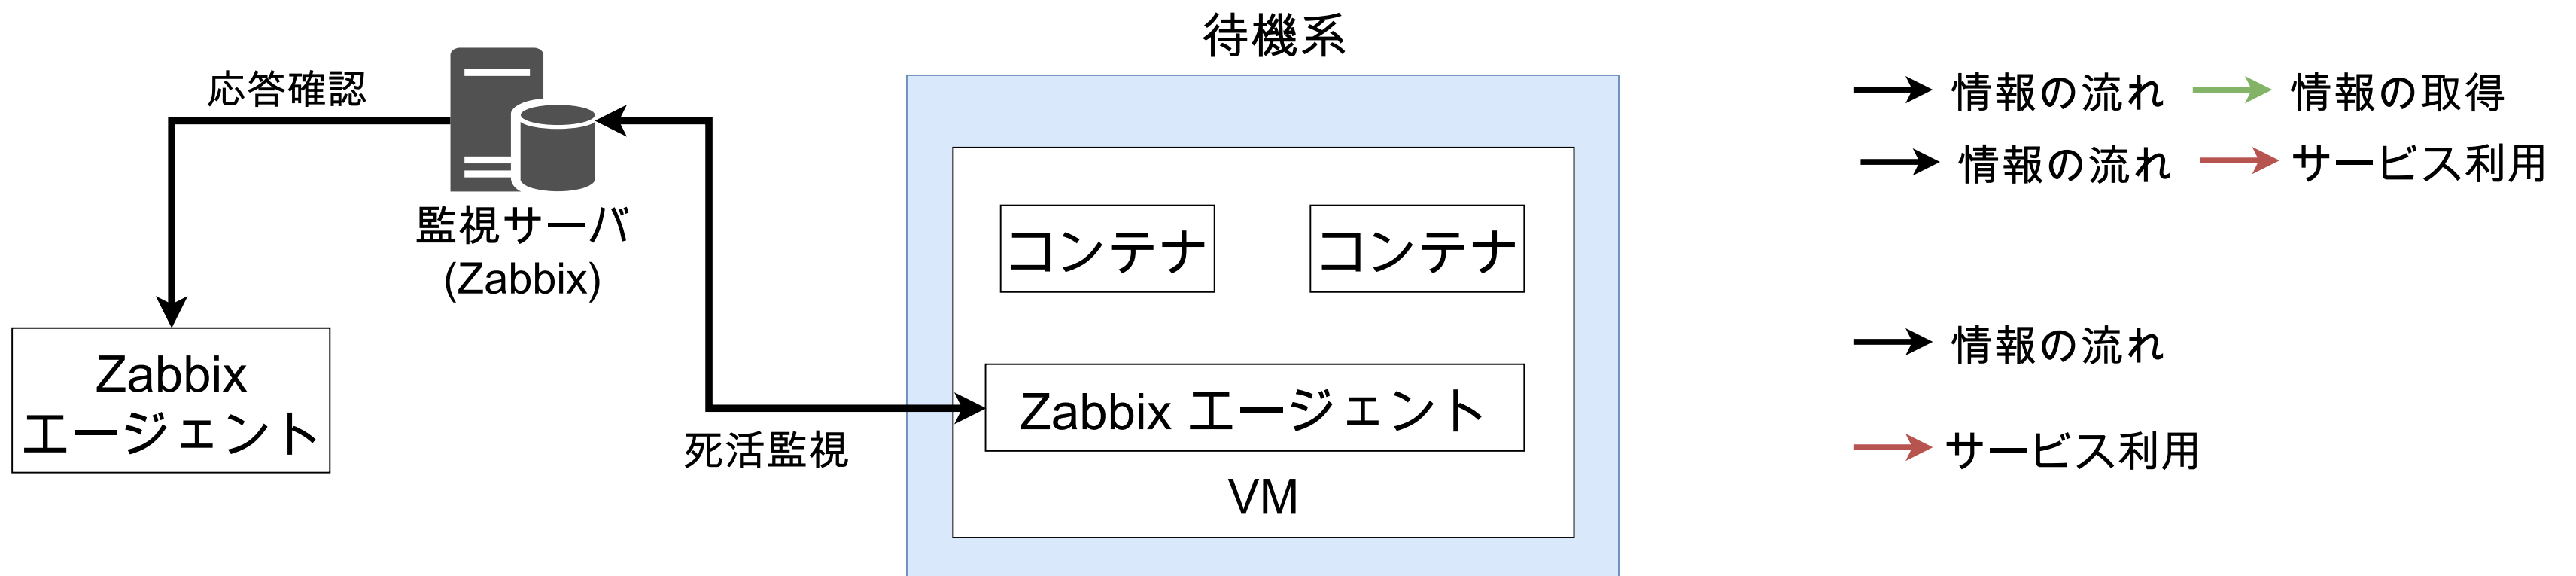 待機系
応答確認
監視サーバ
(Zabbix)
Zabbix
エージェント
死活監視
コンテナ
コンテナ
Zabbix エージェント
VM
情報の流れ
情報の取得
情報の流れ
サービス利用
情報の流れ
サービス利用